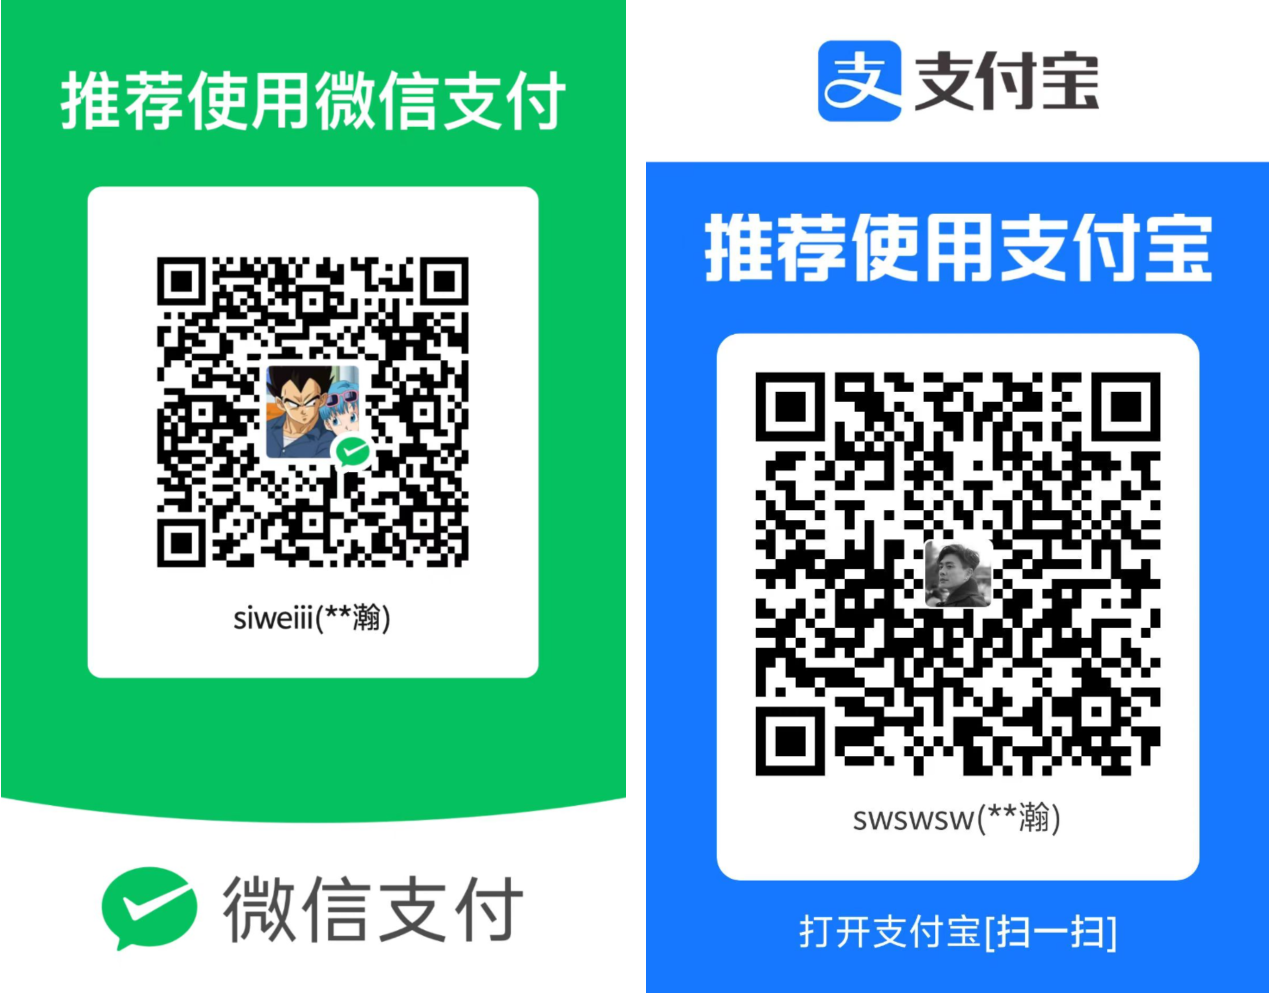 推荐使用微信支付
siweiii(**瀚)
微信支付
支付宝
推荐使用支付宝
swswsw(**瀚)
打开支付宝[扫一扫]